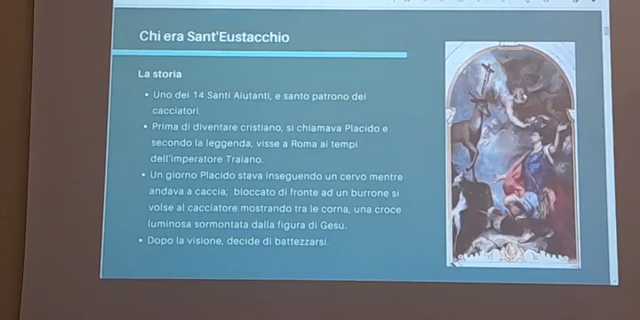 Chi era Sant'Eustacchio
La storia
• Uno dei 14 Santi Aiutanti, e santo patrono dei
cacciatori.
• Prima di diventare cristiano, si chiamava Placido e
secondo la leggenda, visse a Roma ai tempi
dell'imperatore Traiano.
• Un giorno Placido stava inseguendo un cervo mentre
andava a caccia; bloccato di fronte ad un burrone si
volse al cacciatore mostrando tra le corna, una croce
luminosa sormontata dalla figura di Gesu.
• Dopo la visione, decide di battezzarsi.